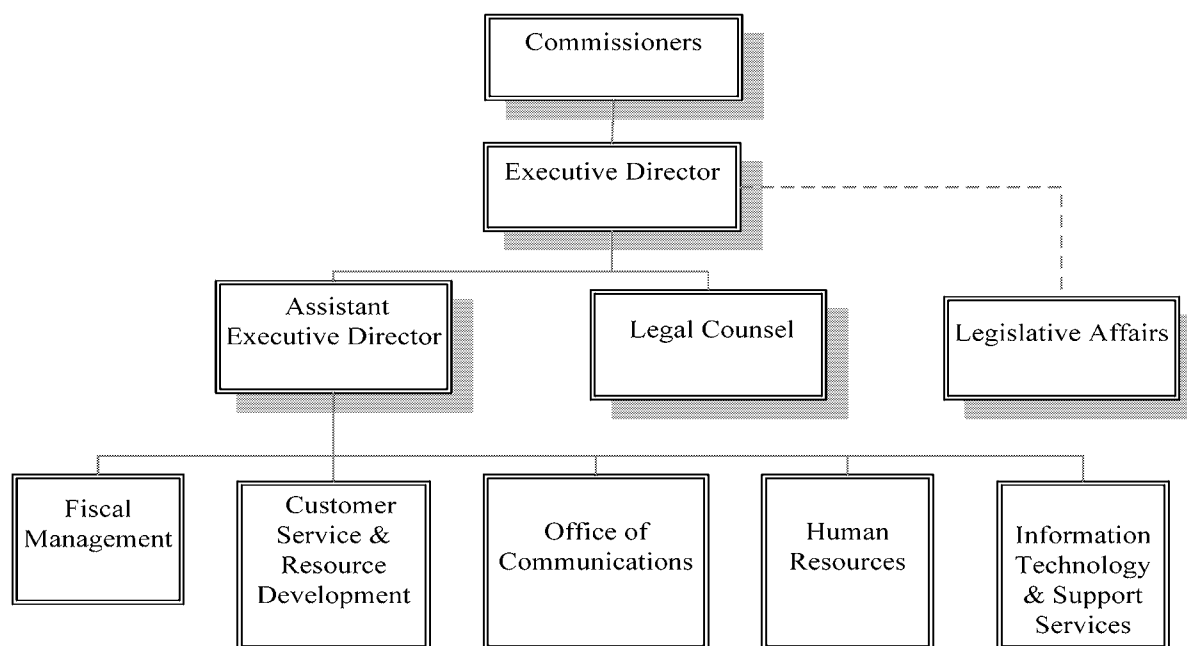 Commissioners
Executive Director
Assistant
Executive Director
Legal Counsel
Legislative Affairs
Fiscal
Management
Customer
Service &
Resource
Development
Office of
Communications
Human
Resources
Information
Technology
& Support
Services